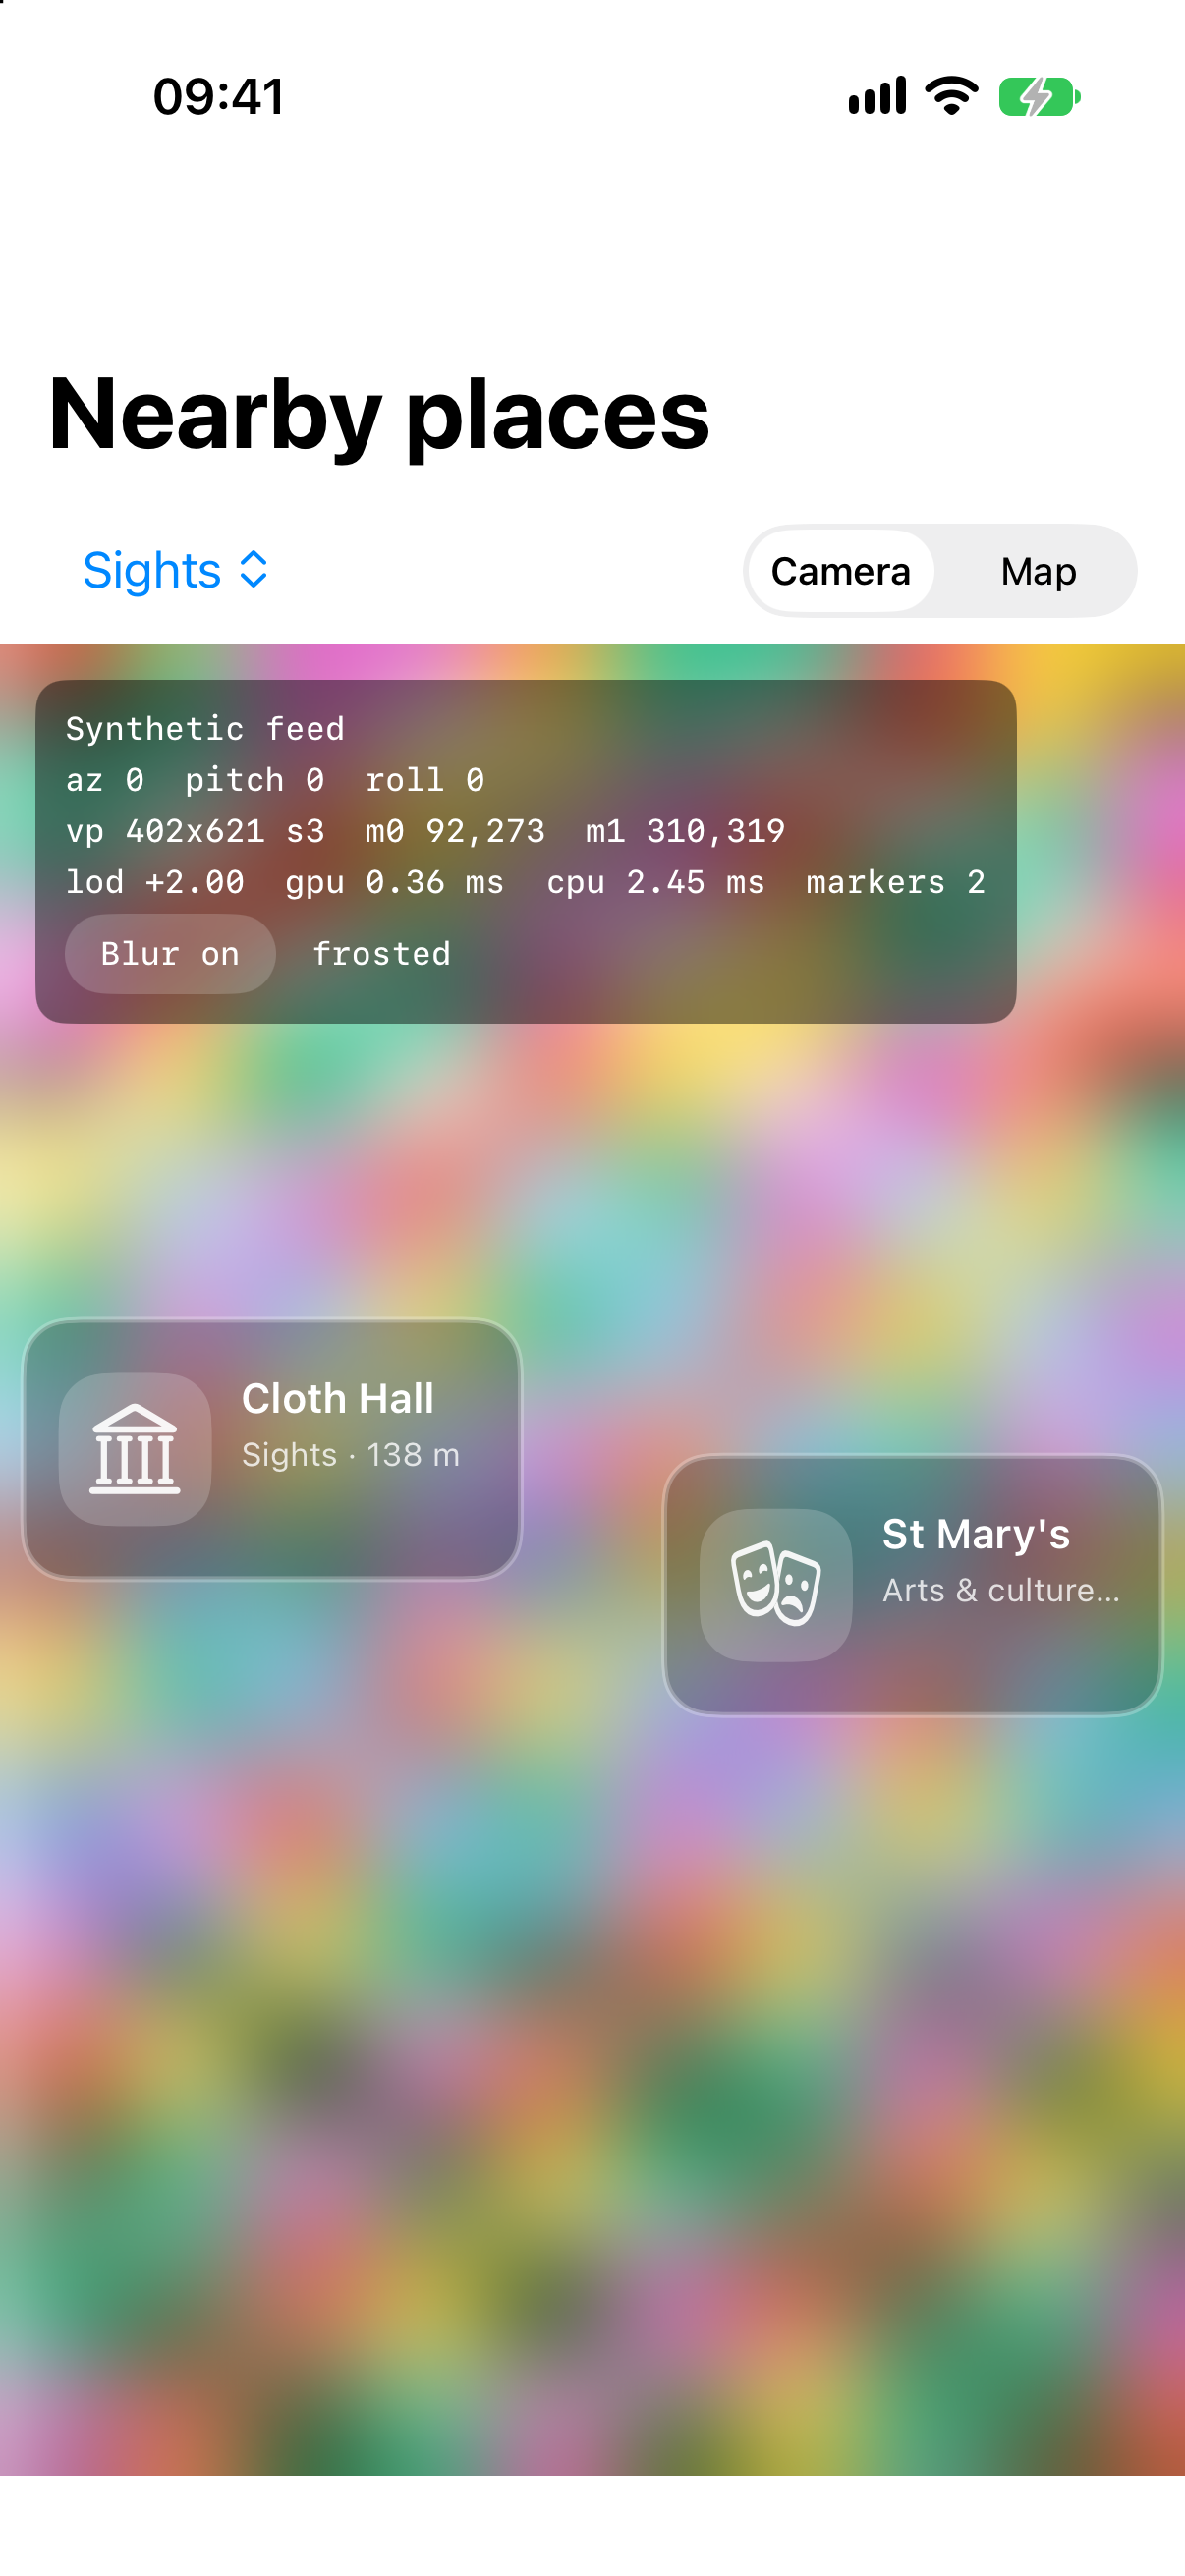 09:41
Nearby places
Sights
Camera Map
Synthetic feed
az 0 pitch 0 roll 0
vp 402x621 s3 m0 92,273 m1 310,319
lod +2.00 gpu 0.36 ms cpu 2.45 ms markers 2
Blur on frosted
Cloth Hall
Sights · 138 m
St Mary's
Arts & culture...